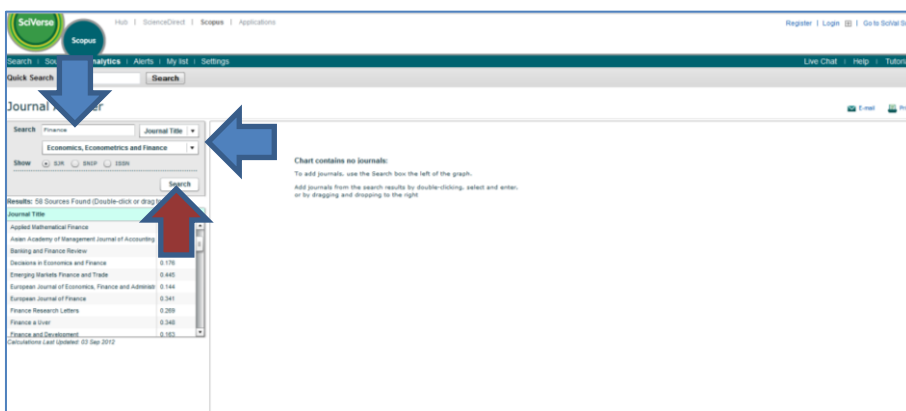 SciVerse
Hub | ScienceDirect | Scopus | Applications
Register | Login | Go to SciVal
Scopus
Search | Analytics | Alerts | My list | Settings
Live Chat | Help |
Quick Search Search
Journal
E-mail
Search Finance Journal Title
Economics, Econometrics and Finance
Show SJR SNIP ISSN
Search
Chart contains no journals:
To add journals, use the Search box the left of the graph.
Add journals from the search results by double-clicking, select and enter,
or by dragging and dropping to the right
Results: 58 Sources Found (Double-click or drag
Journal Title
Applied Mathematical Finance
Asian Academy of Management Journal of Accounting
Banking and Finance Review
Decisions in Economics and Finance 0.176
Emerging Markets Finance and Trade 0.445
European Journal of Economics, Finance and Administr 0.144
European Journal of Finance 0.341
Finance Research Letters 0.289
Finance a Uver 0.348
Finance and Development 0.163
Calculations Last Updated: 03 Sep 2012